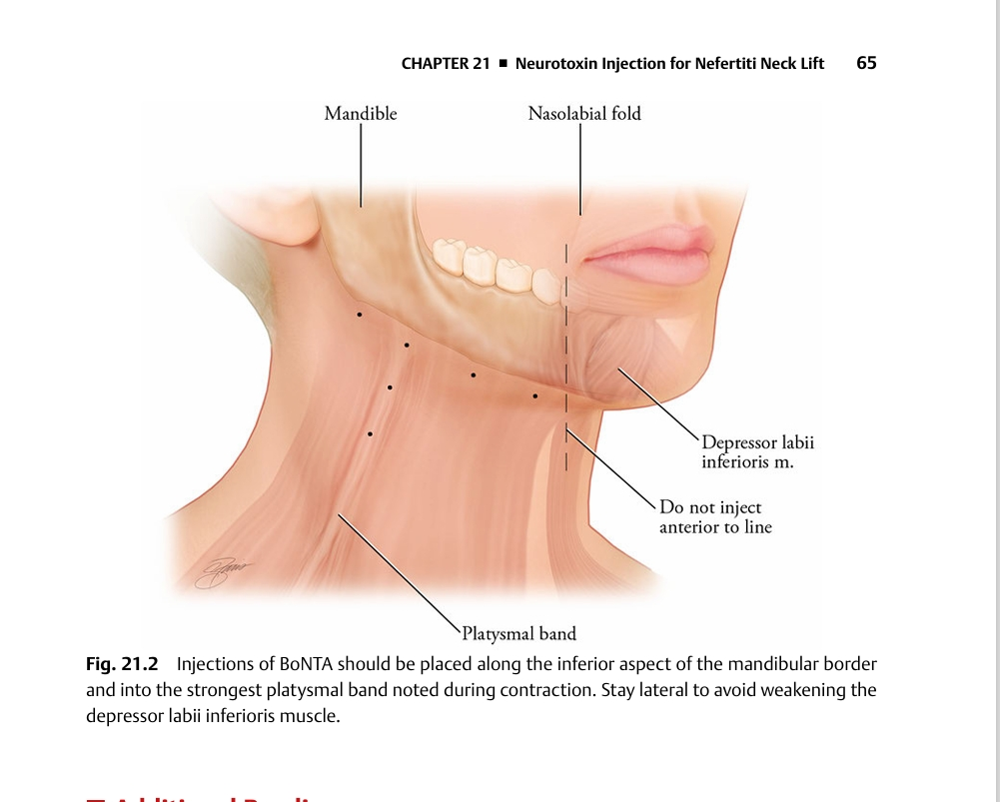 CHAPTER 21 ■ Neurotoxin Injection for Nefertiti Neck Lift 65
Mandible
Nasolabial fold
Depressor labii
inferioris m.
Do not inject
anterior to line
Platysmal band
Fig. 21.2 Injections of BoNTA should be placed along the inferior aspect of the mandibular border
and into the strongest platysmal band noted during contraction. Stay lateral to avoid weakening the
depressor labii inferioris muscle.